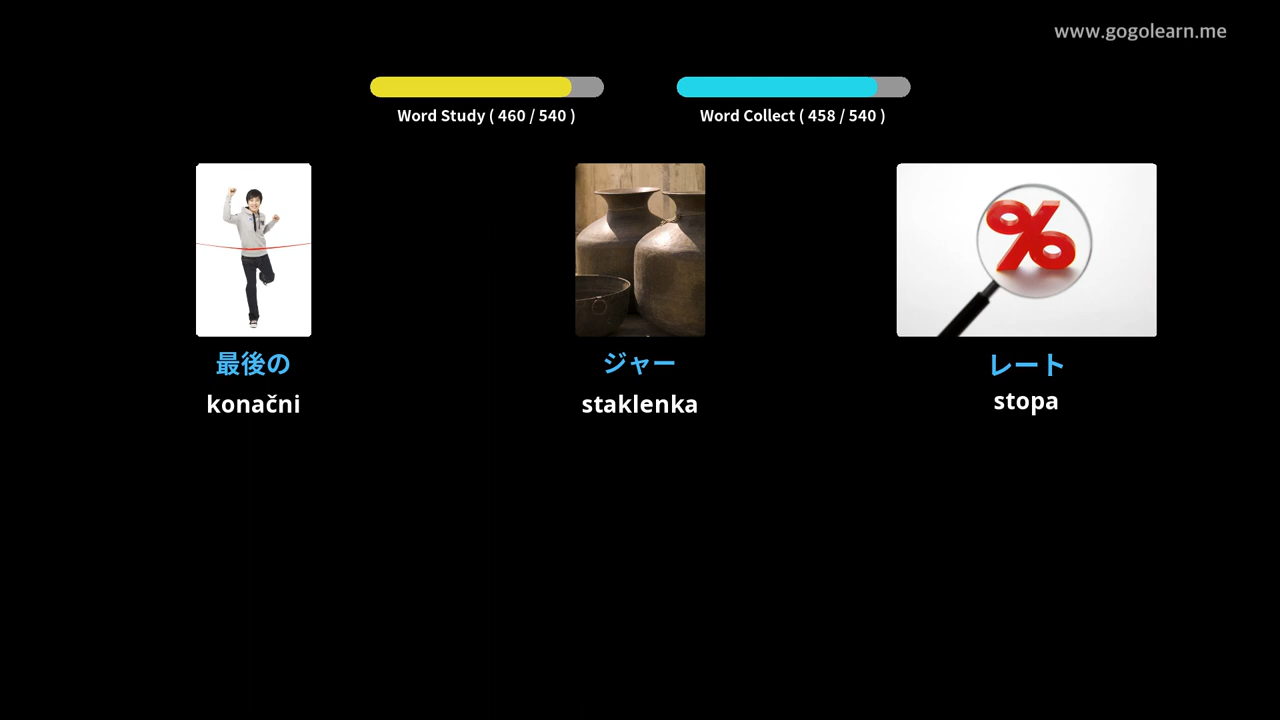 www.gogolearn.me
Word Study ( 460 / 540 )
Word Collect ( 458 / 540 )
最後の
ジャー
レート
konačni
staklenka
stopa